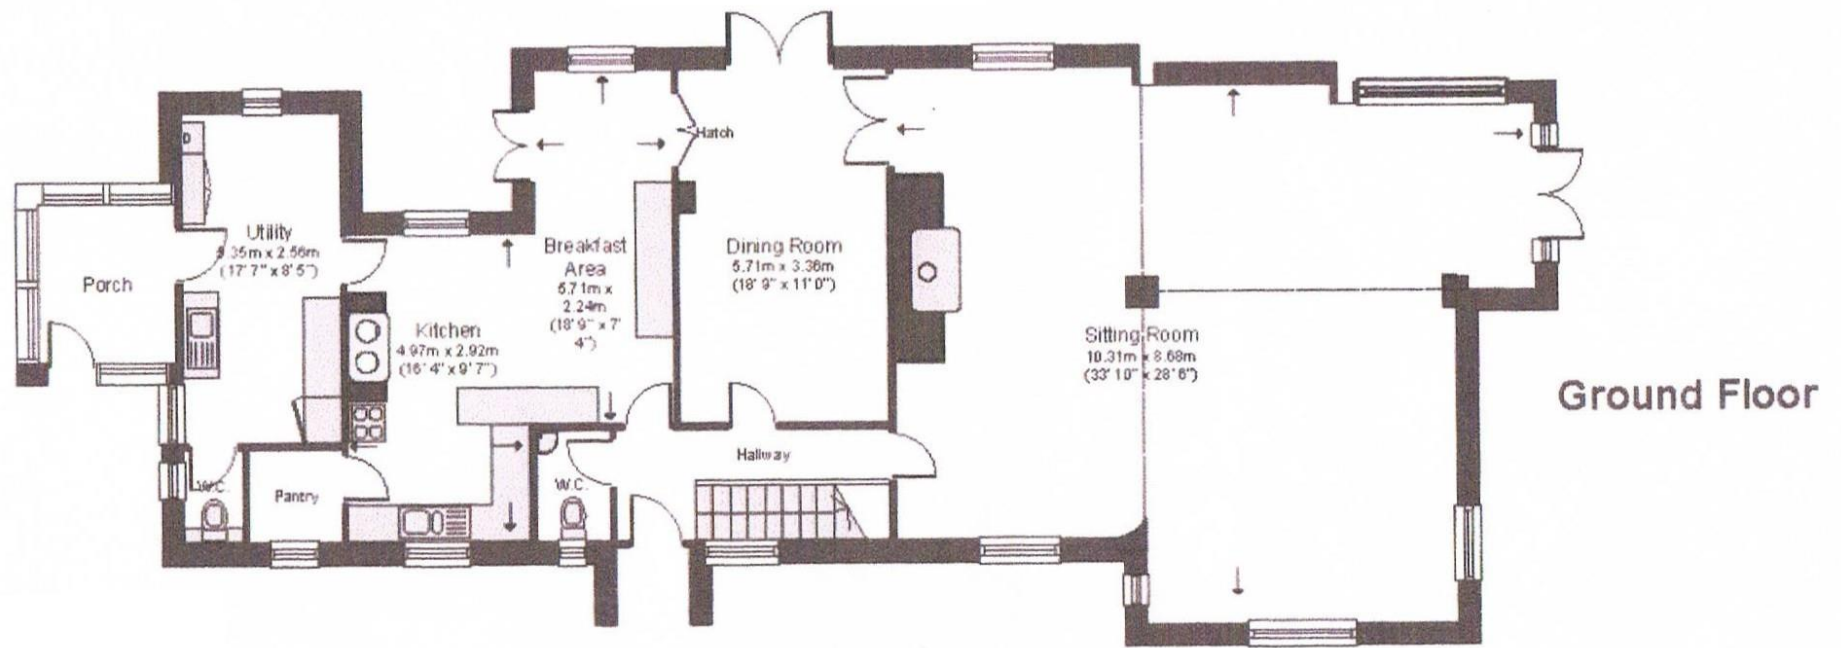 Porch
Utility
5.35m x 2.56m
(17' 7" x 8' 5")
Kitchen
4.97m x 2.92m
(16' 4" x 9' 7")
Breakfast
Area
5.71m x
2.24m
(18' 9" x 7'
4")
Hatch
Dining Room
5.71m x 3.36m
(18' 9" x 11' 0")
Sitting Room
10.31m x 8.68m
(33' 10" x 28' 6")
Ground Floor
Hallway
W.C.
Pantry
W.C.